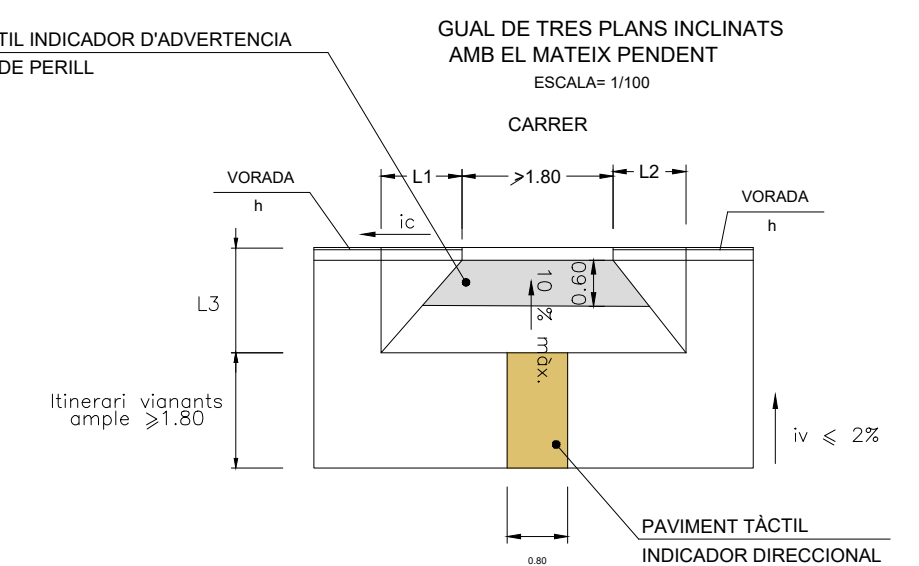 TIL INDICADOR D'ADVERTENCIA
DE PERILL
GUAL DE TRES PLANS INCLINATS
AMB EL MATEIX PENDENT
ESCALA= 1/100
CARRER
L1
>1.80
L2
VORADA
h
VORADA
h
ic
L3
10 % màx.
0.60
Itinerari vianants
ample ⩾1.80
iv ⩽ 2%
0.80
PAVIMENT TÀCTIL
INDICADOR DIRECCIONAL